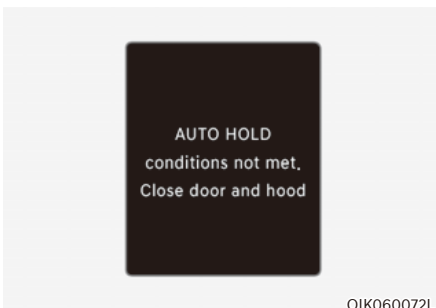 AUTO HOLD
conditions not met.
Close door and hood
OIK060072L